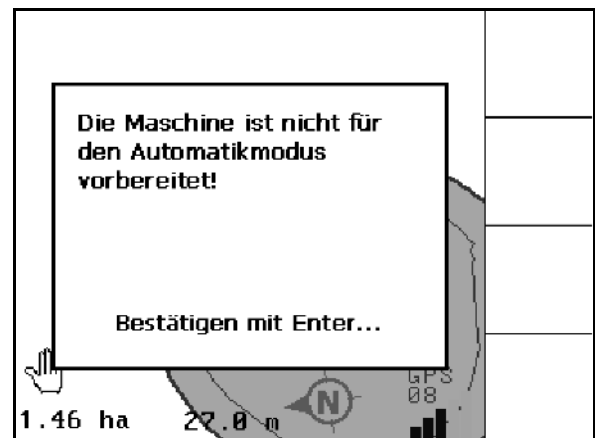 Die Maschine ist nicht für
den Automatikmodus
vorbereitet!
Bestätigen mit Enter...
GPS
08
N
1.46 ha 27.0 m